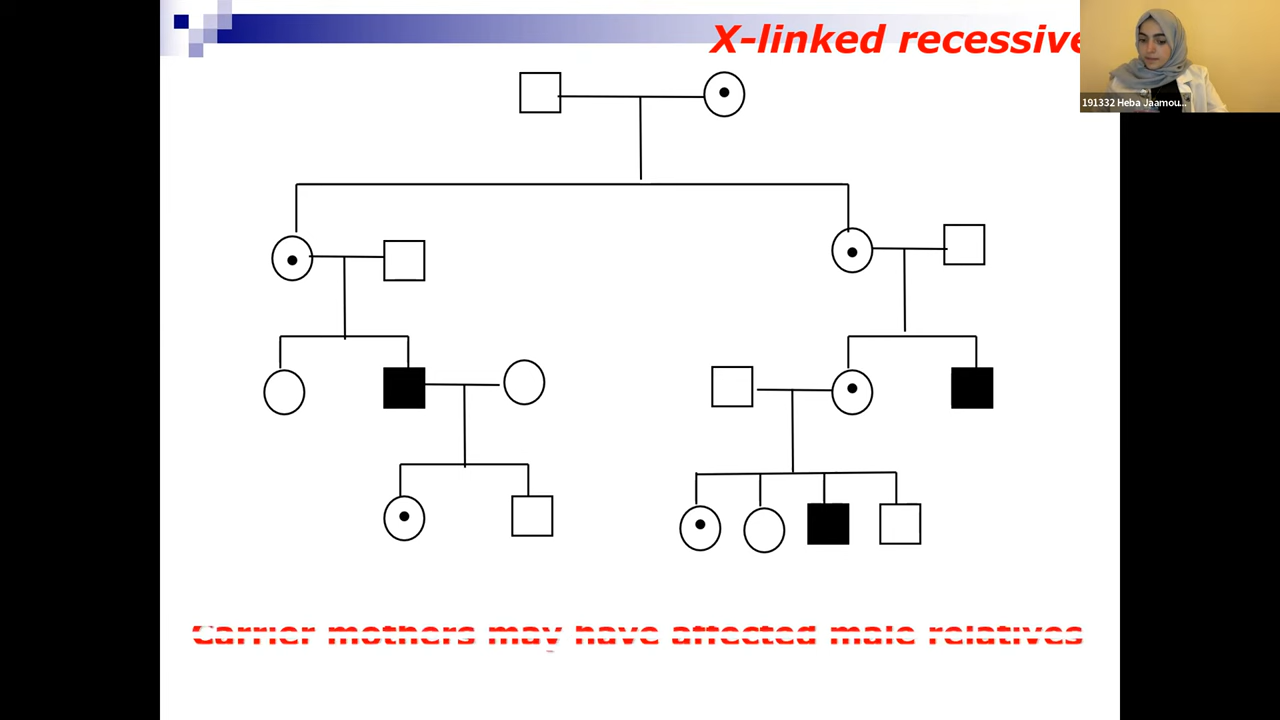 X-linked recessive
191332 Heba Jaamou...
Carrier mothers may have affected male relatives